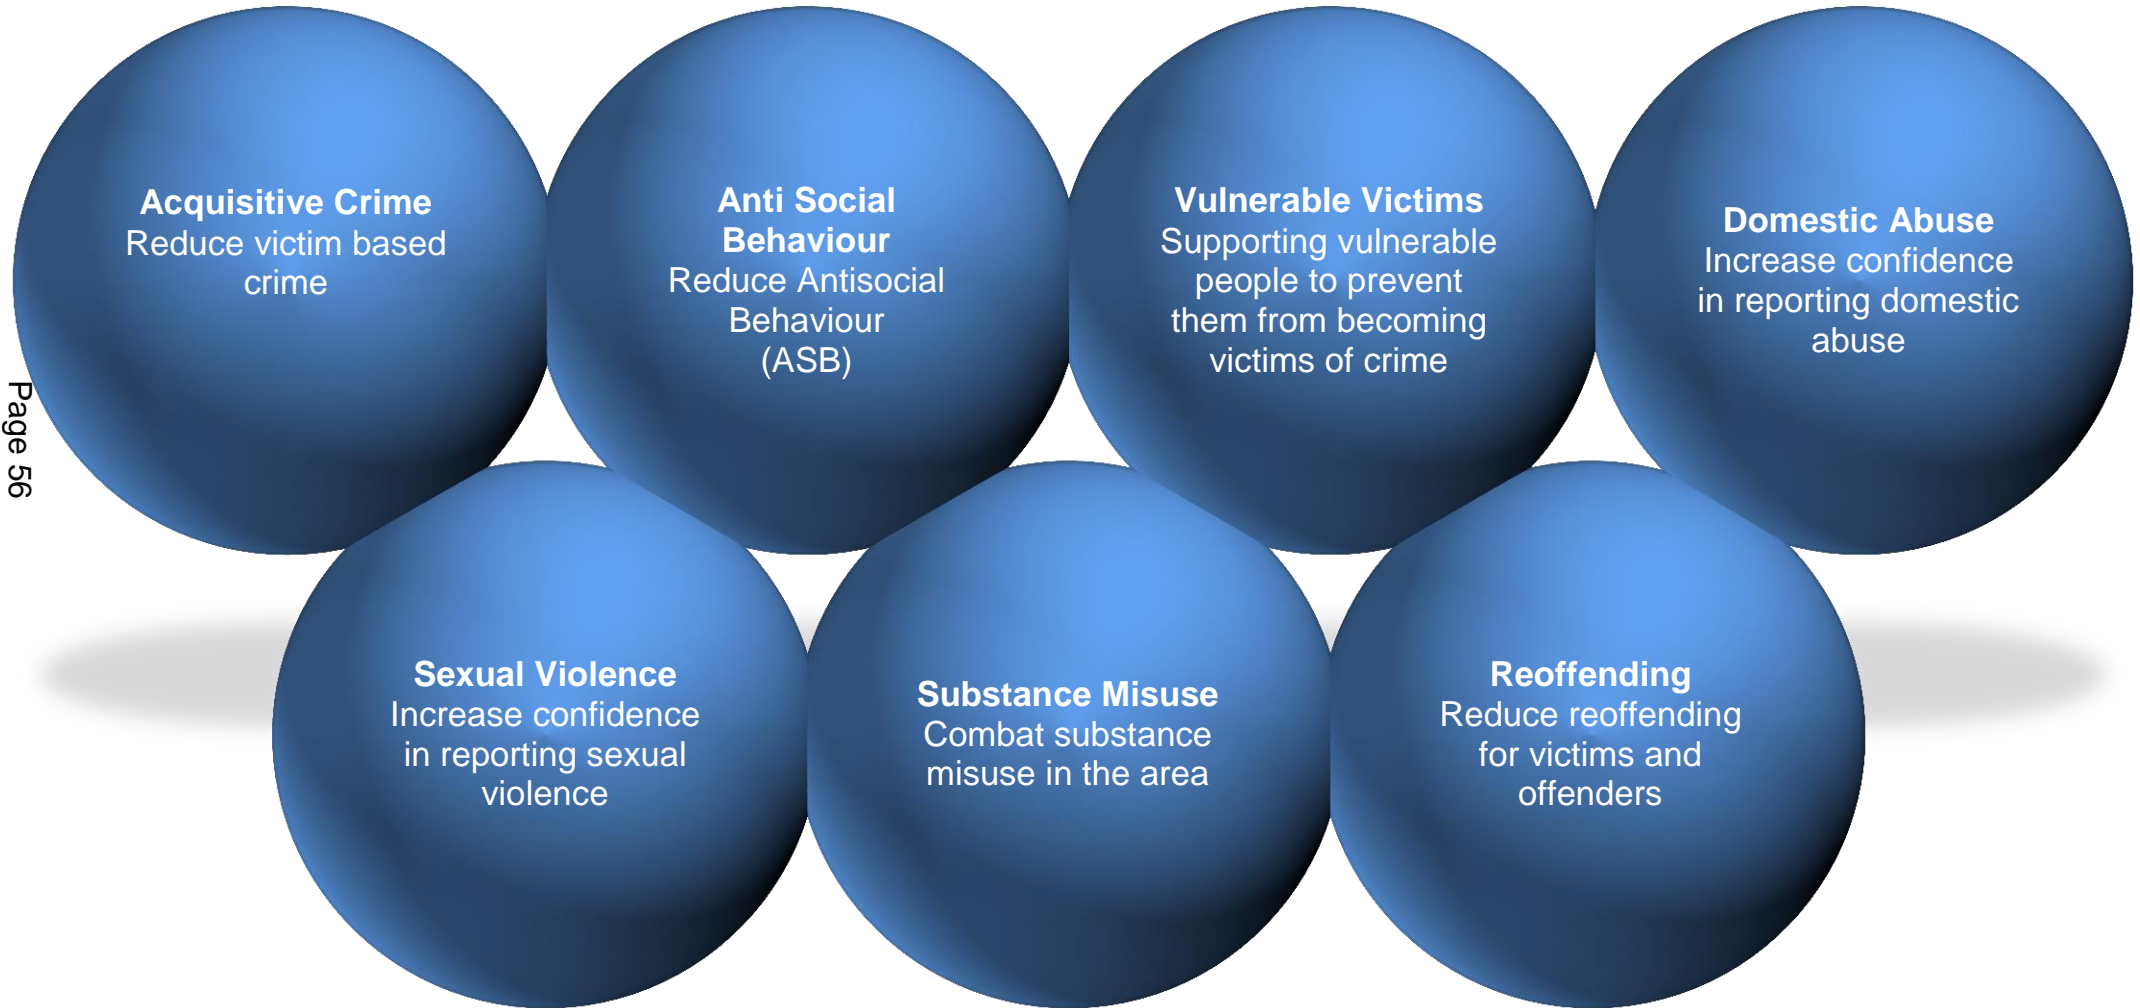 Acquisitive Crime
Reduce victim based
crime
Anti Social
Behaviour
Reduce Antisocial
Behaviour
(ASB)
Vulnerable Victims
Supporting vulnerable
people to prevent
them from becoming
victims of crime
Domestic Abuse
Increase confidence
in reporting domestic
abuse
Page 56
Sexual Violence
Increase confidence
in reporting sexual
violence
Substance Misuse
Combat substance
misuse in the area
Reoffending
Reduce reoffending
for victims and
offenders